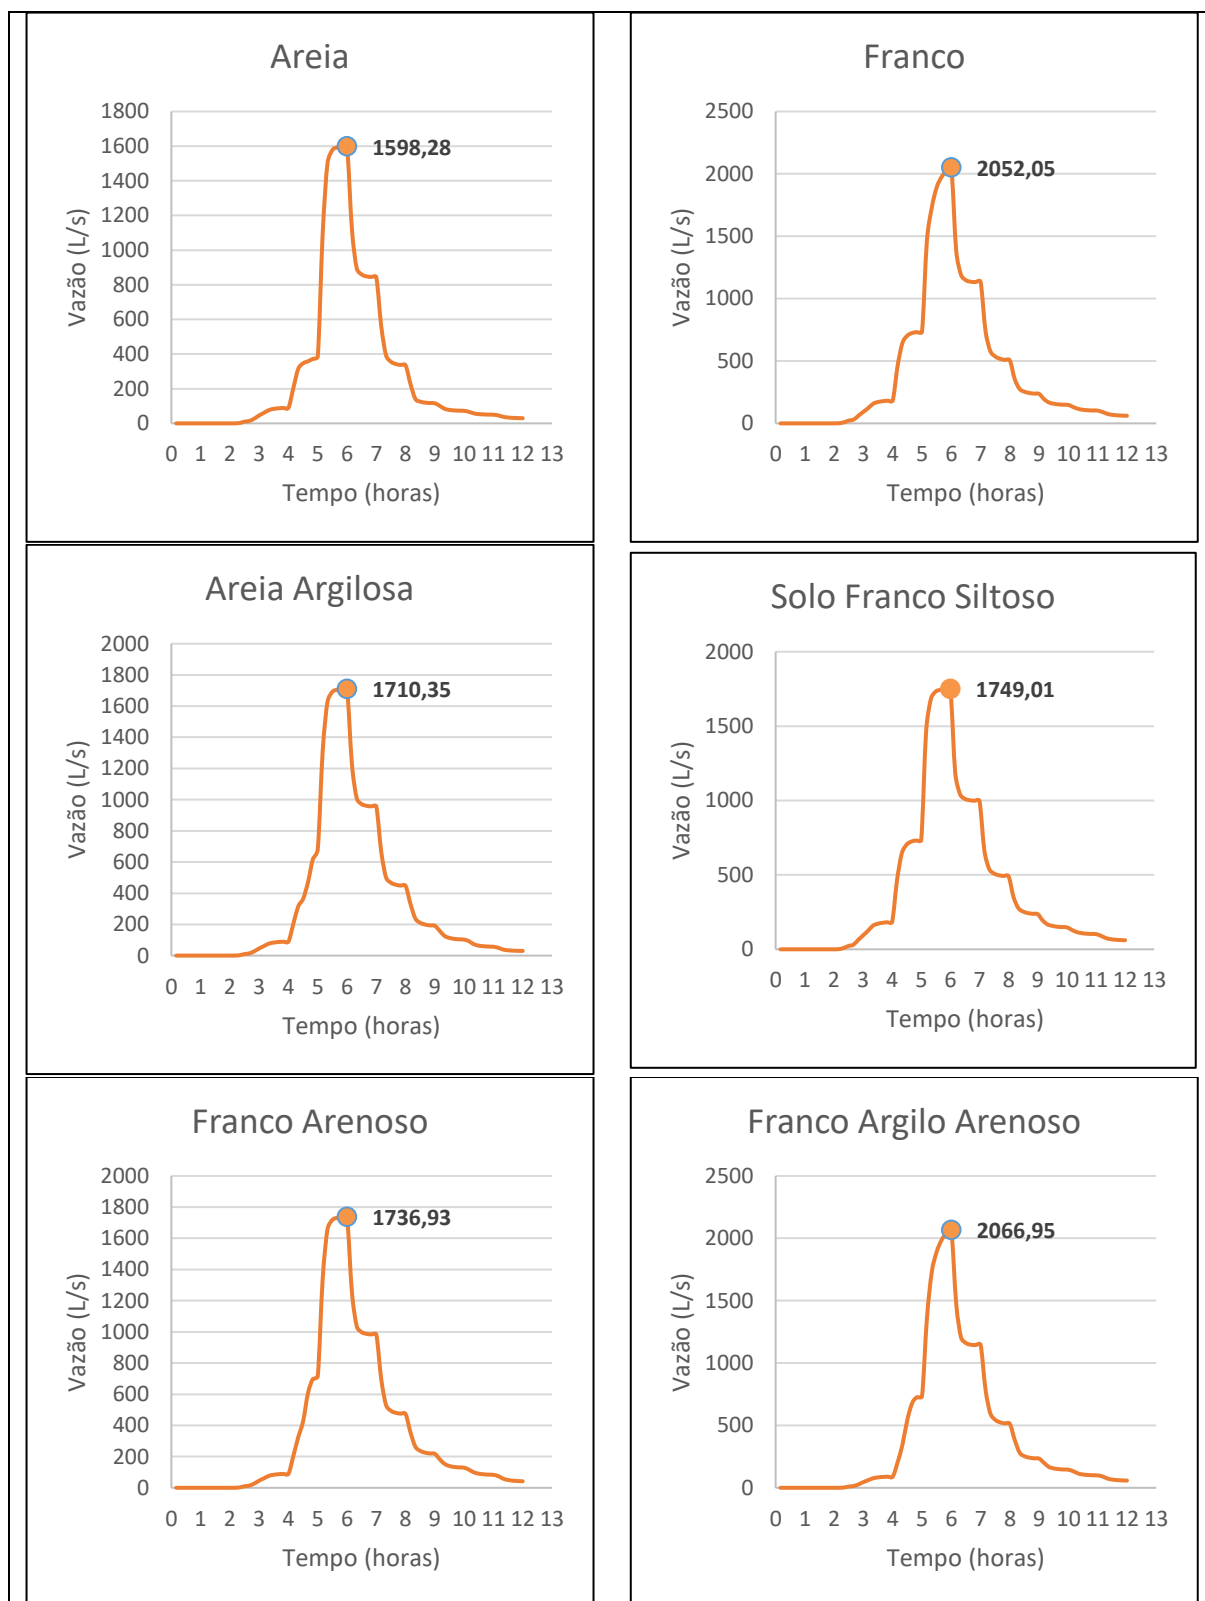 Areia
1800
1600
1400
1200
1000
800
600
400
200
0
1598,28
Vazão (L/s)
0 1 2 3 4 5 6 7 8 9 10 11 12 13
Tempo (horas)
Franco
2500
2000
1500
1000
500
0
2052,05
Vazão (L/s)
0 1 2 3 4 5 6 7 8 9 10 11 12 13
Tempo (horas)
Areia Argilosa
2000
1800
1600
1400
1200
1000
800
600
400
200
0
1710,35
Vazão (L/s)
0 1 2 3 4 5 6 7 8 9 10 11 12 13
Tempo (horas)
Solo Franco Siltoso
2000
1500
1000
500
0
1749,01
Vazão (L/s)
0 1 2 3 4 5 6 7 8 9 10 11 12 13
Tempo (horas)
Franco Arenoso
2000
1800
1600
1400
1200
1000
800
600
400
200
0
1736,93
Vazão (L/s)
0 1 2 3 4 5 6 7 8 9 10 11 12 13
Tempo (horas)
Franco Argilo Arenoso
2500
2000
1500
1000
500
0
2066,95
Vazão (L/s)
0 1 2 3 4 5 6 7 8 9 10 11 12 13
Tempo (horas)